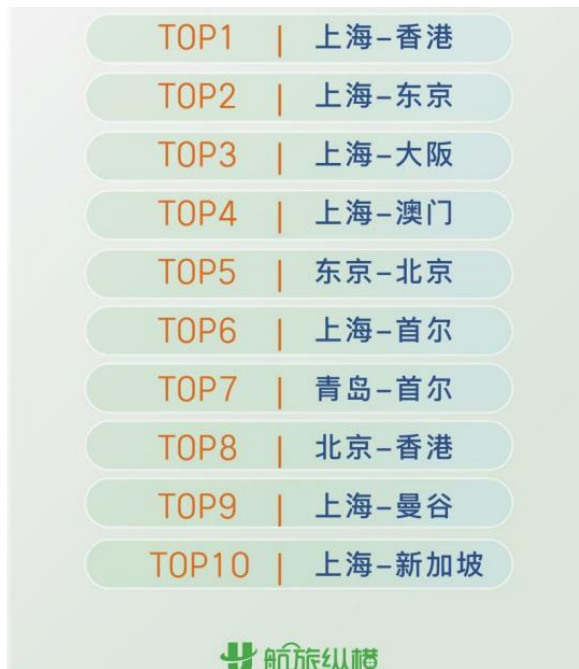 TOP1 | 上海-香港
TOP2 | 上海-东京
TOP3 | 上海-大阪
TOP4 | 上海-澳门
TOP5 | 东京-北京
TOP6 | 上海-首尔
TOP7 | 青岛-首尔
TOP8 | 北京-香港
TOP9 | 上海-曼谷
TOP10 | 上海-新加坡
航旅纵横